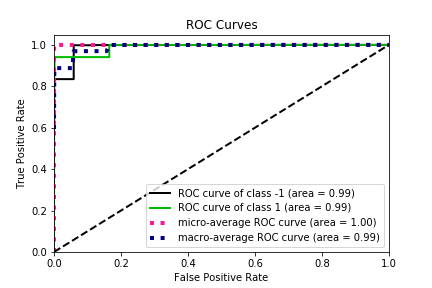 ROC Curves
True Positive Rate
1.0
0.8
0.6
0.4
0.2
0.0
ROC curve of class -1 (area = 0.99)
ROC curve of class 1 (area = 0.99)
micro-average ROC curve (area = 1.00)
macro-average ROC curve (area = 0.99)
0.0 0.2 0.4 0.6 0.8 1.0
False Positive Rate